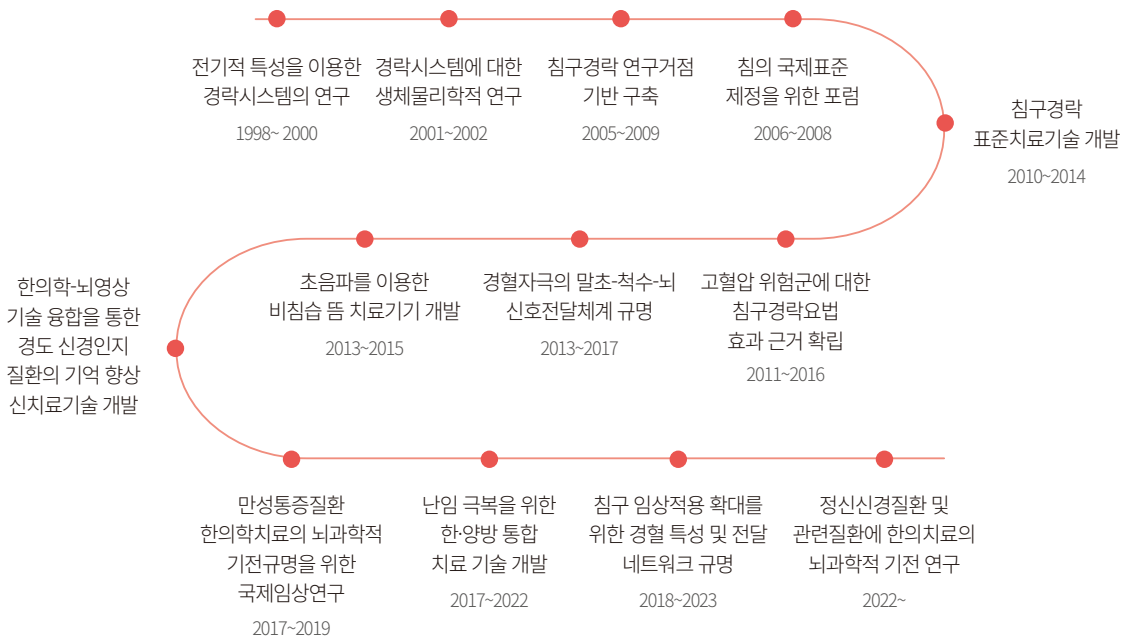 전기적 특성을 이용한
경락시스템의 연구
1998~ 2000
경락시스템에 대한
생체물리학적 연구
2001~2002
침구경락 연구거점
기반 구축
2005~2009
침의 국제표준
제정을 위한 포럼
2006~2008
침구경락
표준치료기술 개발
2010~2014
고혈압 위험군에 대한
침구경락요법
효과 근거 확립
2011~2016
경혈자극의 말초-척수-뇌
신호전달체계 규명
2013~2017
초음파를 이용한
비침습 뜸 치료기기 개발
2013~2015
한의학-뇌영상
기술 융합을 통한
경도 신경인지
질환의 기억 향상
신치료기술 개발
만성통증질환
한의학치료의 뇌과학적
기전규명을 위한
국제임상연구
2017~2019
난임 극복을 위한
한·양방 통합
치료 기술 개발
2017~2022
침구 임상적용 확대를
위한 경혈 특성 및 전달
네트워크 규명
2018~2023
정신신경질환 및
관련질환에 한의치료의
뇌과학적 기전 연구
2022~